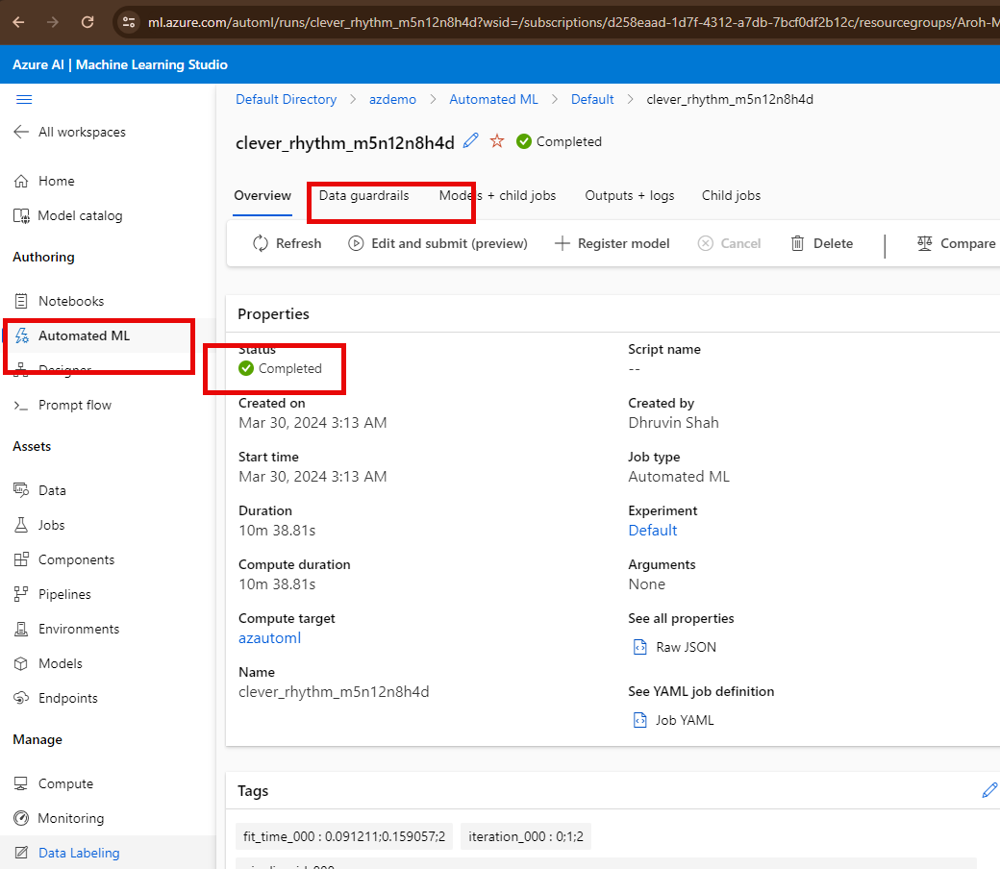 ml.azure.com/automl/runs/clever_rhythm_m5n12n8h4d?wsid=/subscriptions/d258eaad-1d7f-4312-a7db-7bcf0df2b12c/resourcegroups/Aroh-M
Azure AI | Machine Learning Studio
All workspaces
Home
Model catalog
Authoring
Notebooks
Automated ML
Designer
Prompt flow
Assets
Data
Jobs
Components
Pipelines
Environments
Models
Endpoints
Manage
Compute
Monitoring
Data Labeling
Default Directory > azdemo > Automated ML > Default > clever_rhythm_m5n12n8h4d
clever_rhythm_m5n12n8h4d Completed
Overview Data guardrails Models + child jobs Outputs + logs Child jobs
Refresh Edit and submit (preview) Register model Cancel Delete Compare
Properties
Status
Completed
Created on
Mar 30, 2024 3:13 AM
Start time
Mar 30, 2024 3:13 AM
Duration
10m 38.81s
Compute duration
10m 38.81s
Compute target
azautoml
Name
clever_rhythm_m5n12n8h4d
Script name
--
Created by
Dhruvin Shah
Job type
Automated ML
Experiment
Default
Arguments
None
See all properties
Raw JSON
See YAML job definition
Job YAML
Tags
fit_time_000 : 0.091211;0.159057;2 iteration_000 : 0;1;2